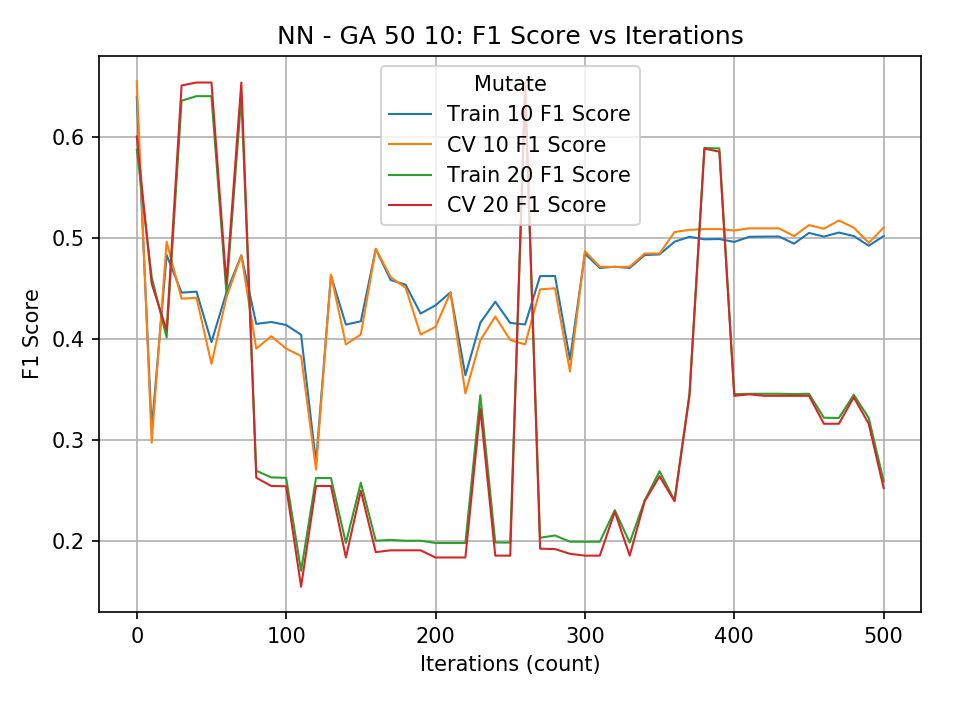 NN - GA 50 10: F1 Score vs Iterations
Mutate
Train 10 F1 Score
CV 10 F1 Score
Train 20 F1 Score
CV 20 F1 Score
F1 Score
0.6
0.5
0.4
0.3
0.2
0 100 200 300 400 500
Iterations (count)